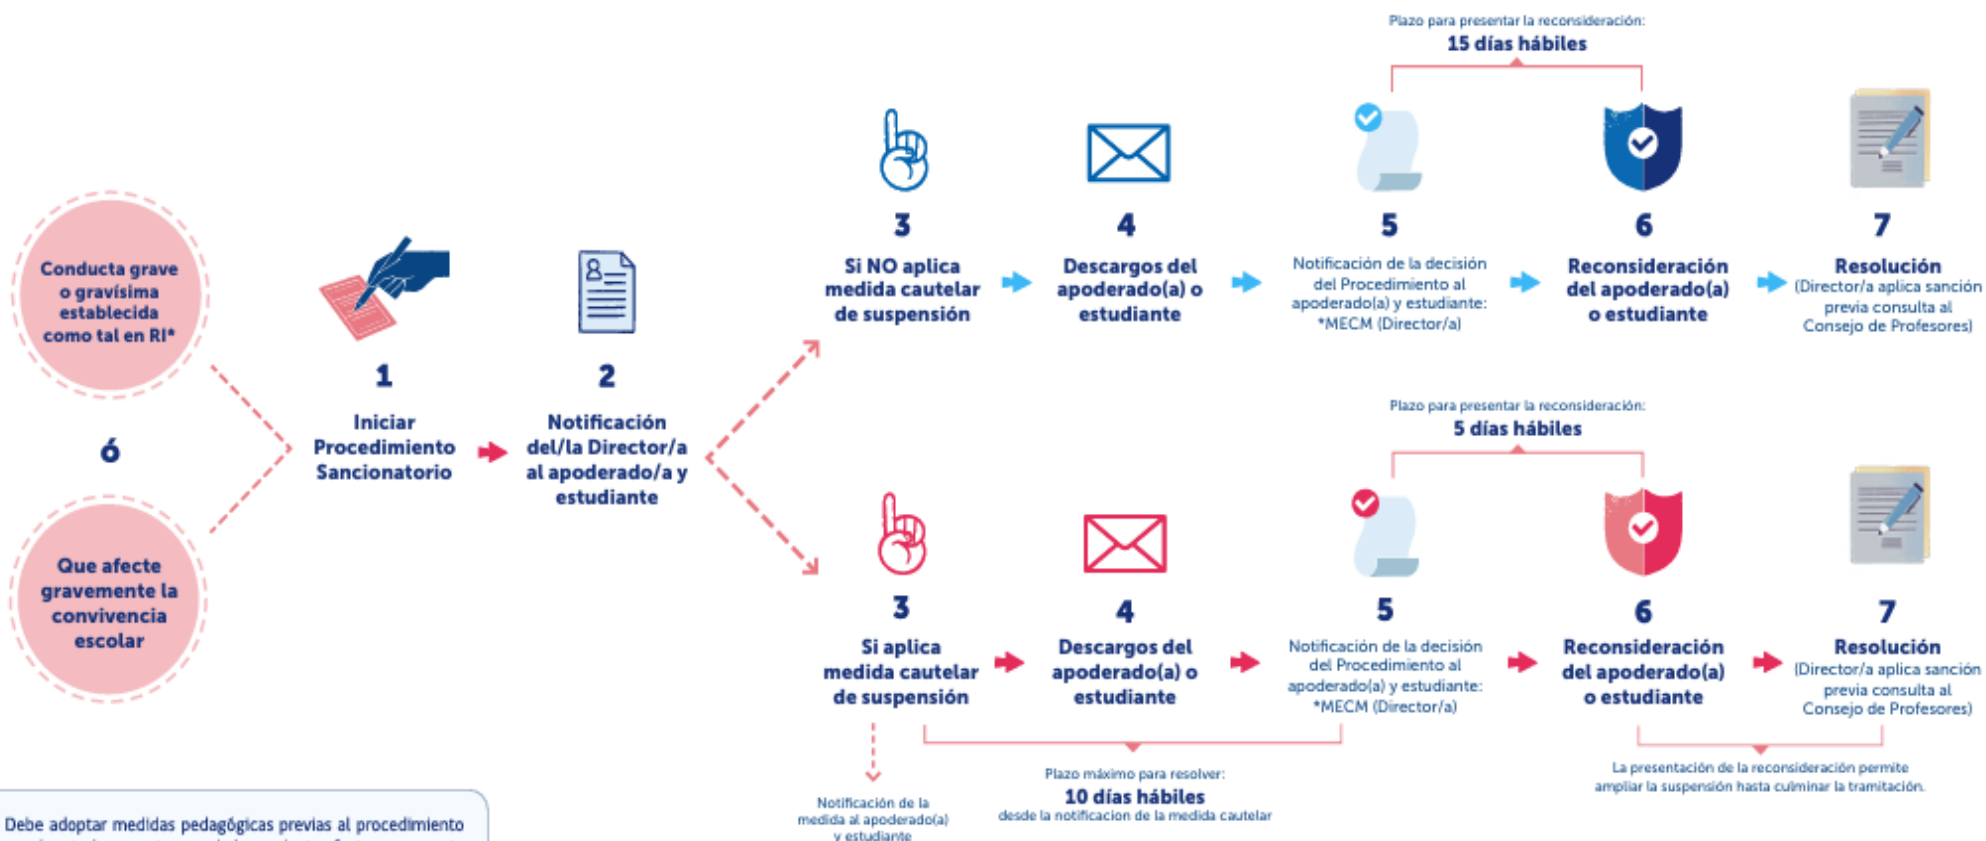 Conducta grave
o gravísima
establecida
como tal en RI*
ó
Que afecte
gravemente la
convivencia
escolar
1
Iniciar
Procedimiento
Sancionatorio
2
Notificación
del/la Director/a
al apoderado/a y
estudiante
3
Si NO aplica
medida cautelar
de suspensión
4
Descargos del
apoderado(a) o
estudiante
Plazo para presentar la reconsideración:
15 días hábiles
5
Notificación de la decisión
del Procedimiento al
apoderado(a) y estudiante:
*MECM (Director/a)
6
Reconsideración
del apoderado(a)
o estudiante
7
Resolución
(Director/a aplica sanción
previa consulta al
Consejo de Profesores)
3
Si aplica
medida cautelar
de suspensión
Notificación de la
medida al apoderado(a)
y estudiante
4
Descargos del
apoderado(a) o
estudiante
Plazo máximo para resolver:
10 días hábiles
desde la notificacion de la medida cautelar
Plazo para presentar la reconsideración:
5 días hábiles
5
Notificación de la decisión
del Procedimiento al
apoderado(a) y estudiante:
*MECM (Director/a)
6
Reconsideración
del apoderado(a)
o estudiante
7
Resolución
(Director/a aplica sanción
previa consulta al
Consejo de Profesores)
La presentación de la reconsideración permite
ampliar la suspensión hasta culminar la tramitación.
Debe adoptar medidas pedagógicas previas al procedimiento